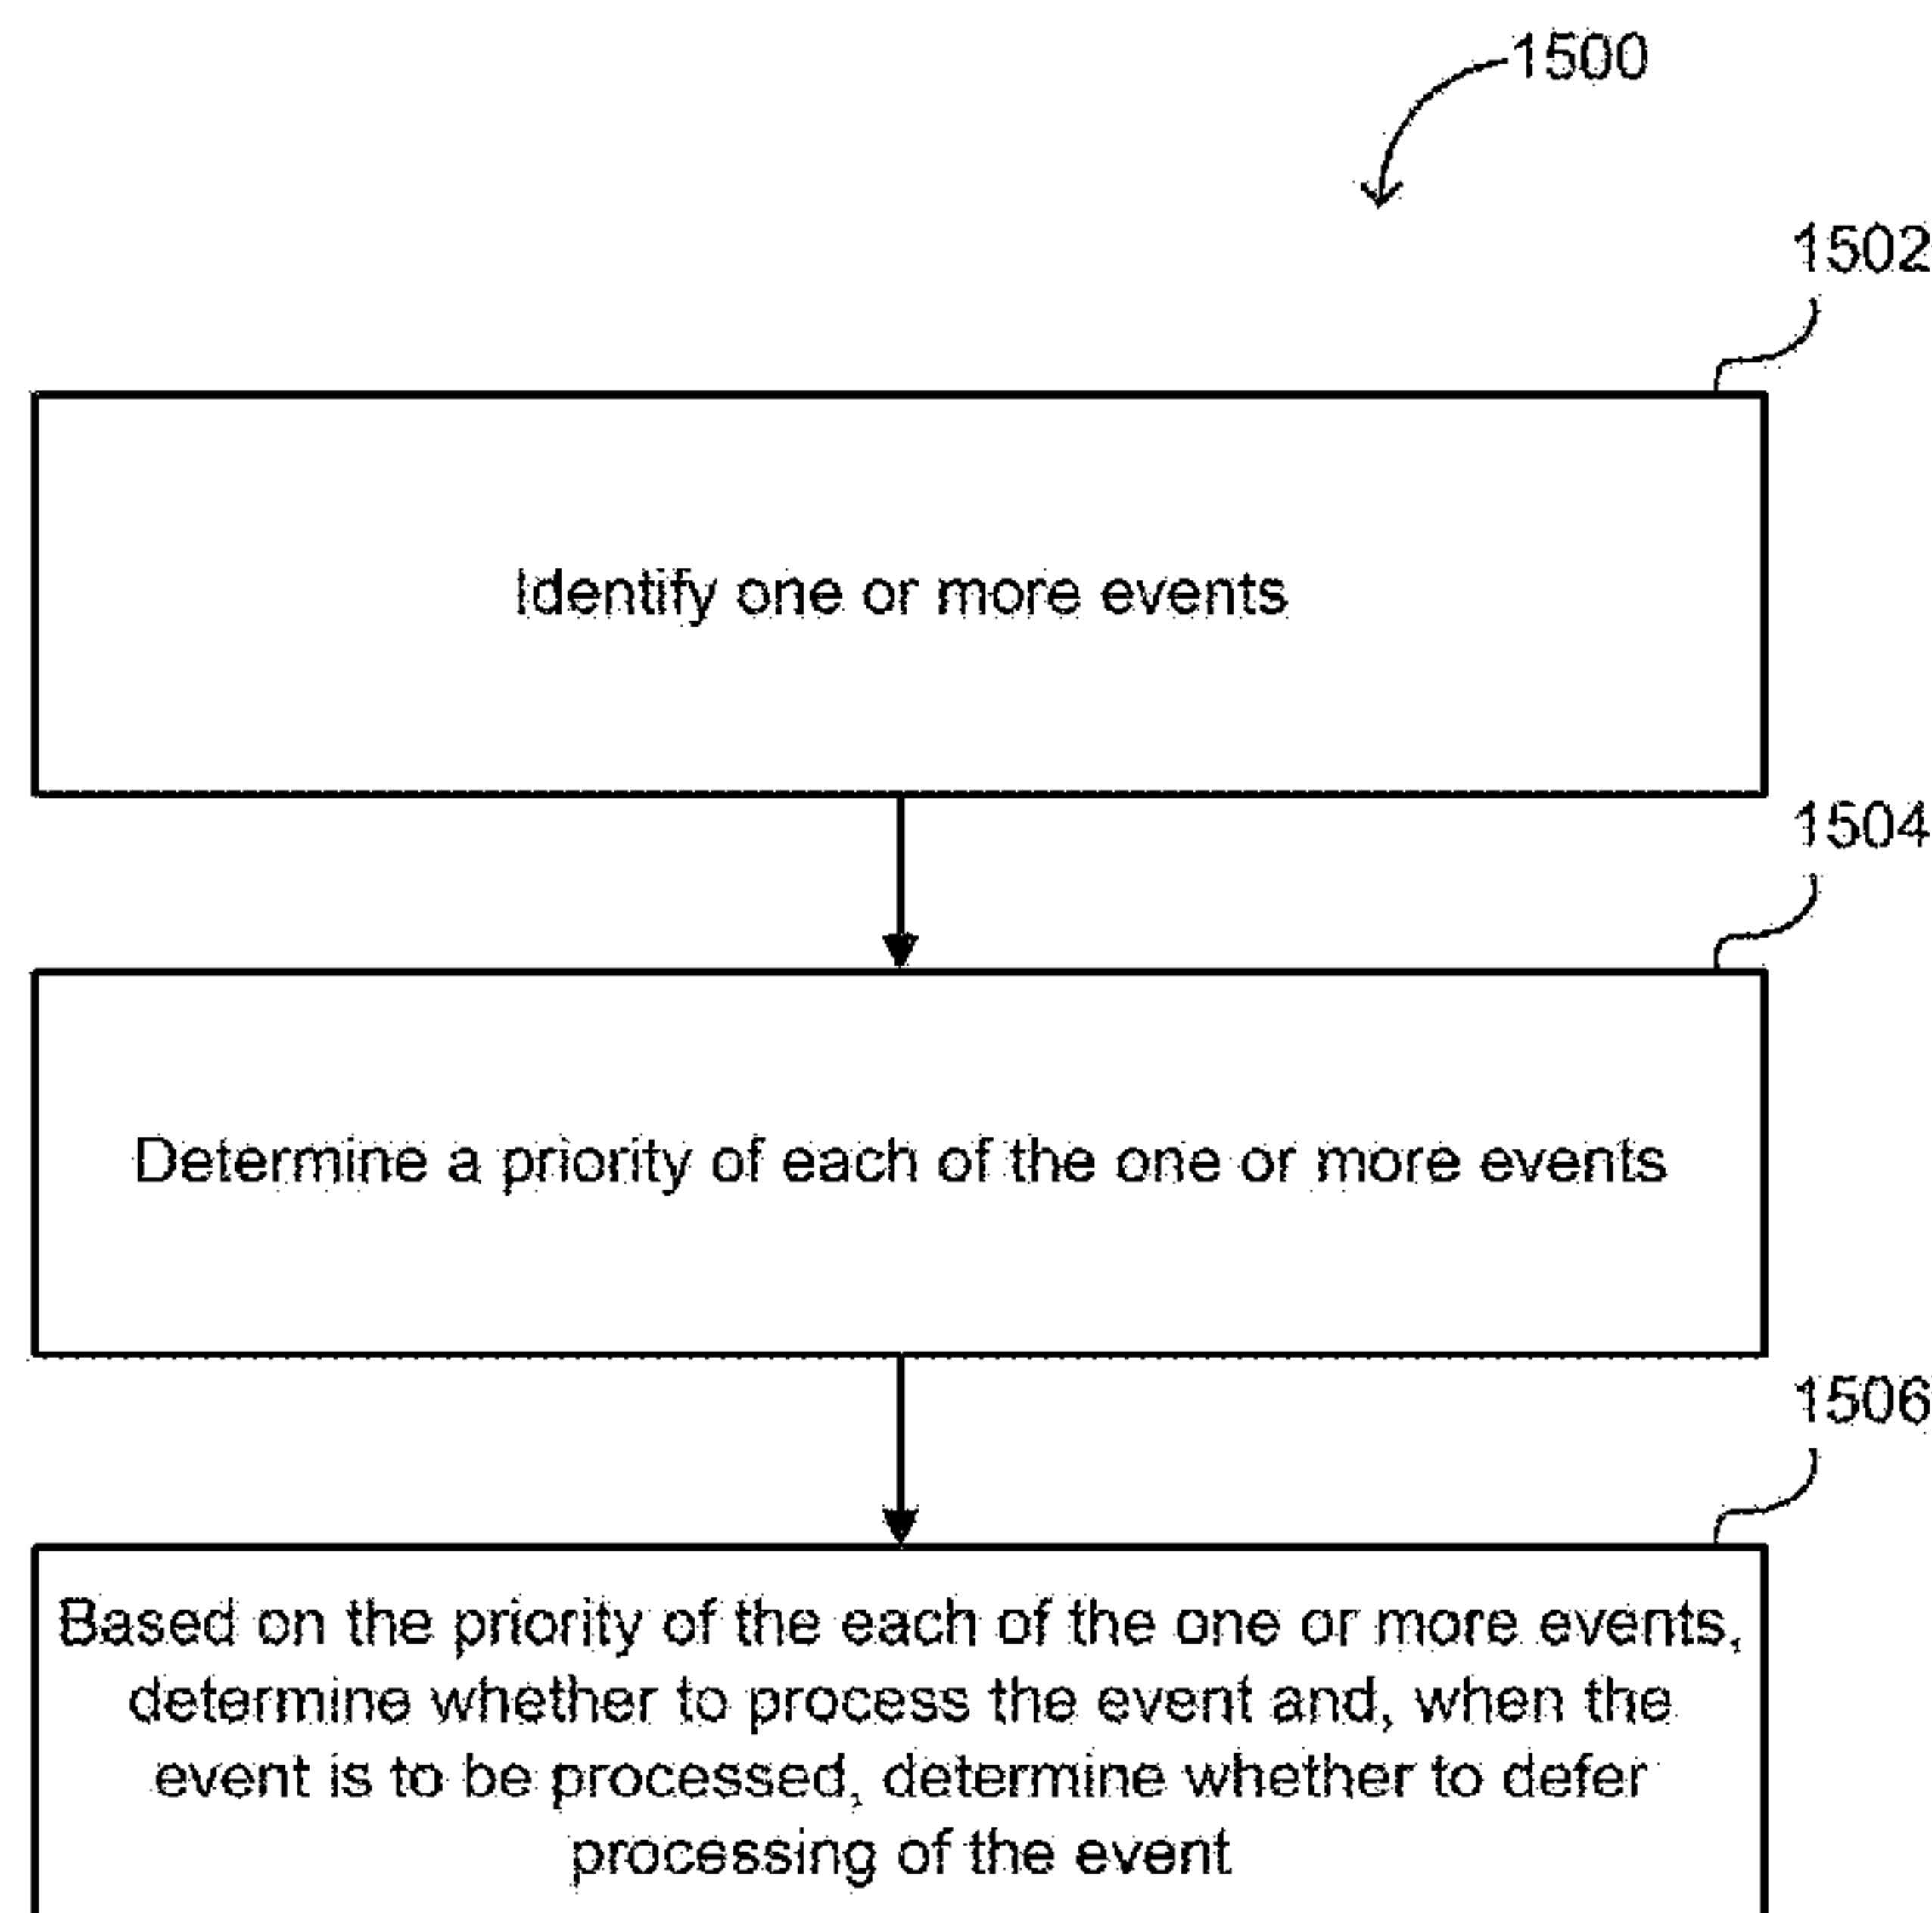 1500
1502
Identify one or more events
1504
Determine a priority of each of the one or more events
1506
Based on the priority of the each of the one or more events,
determine whether to process the event and, when the
event is to be processed, determine whether to defer
processing of the event